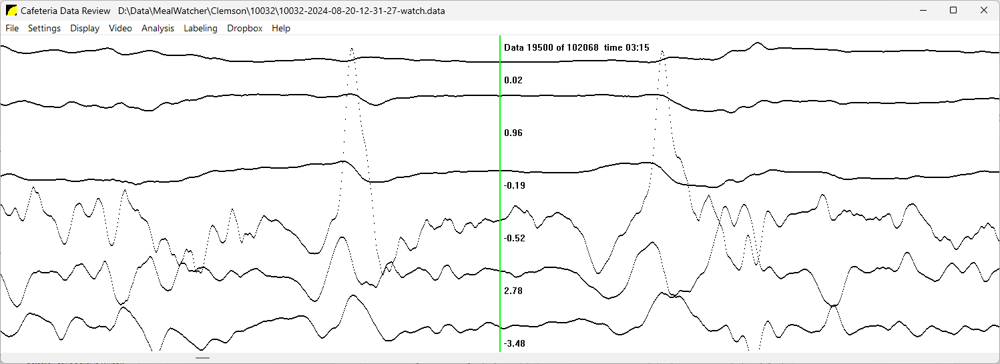 Cafeteria Data Review D:\Data\MealWatcher\Clemson\10032\10032-2024-08-20-12-31-27-watch.data
File Settings Display Video Analysis Labeling Dropbox Help
Data 19500 of 102068 time 03:15
0.02
0.96
-0.19
-0.52
2.78
-3.48